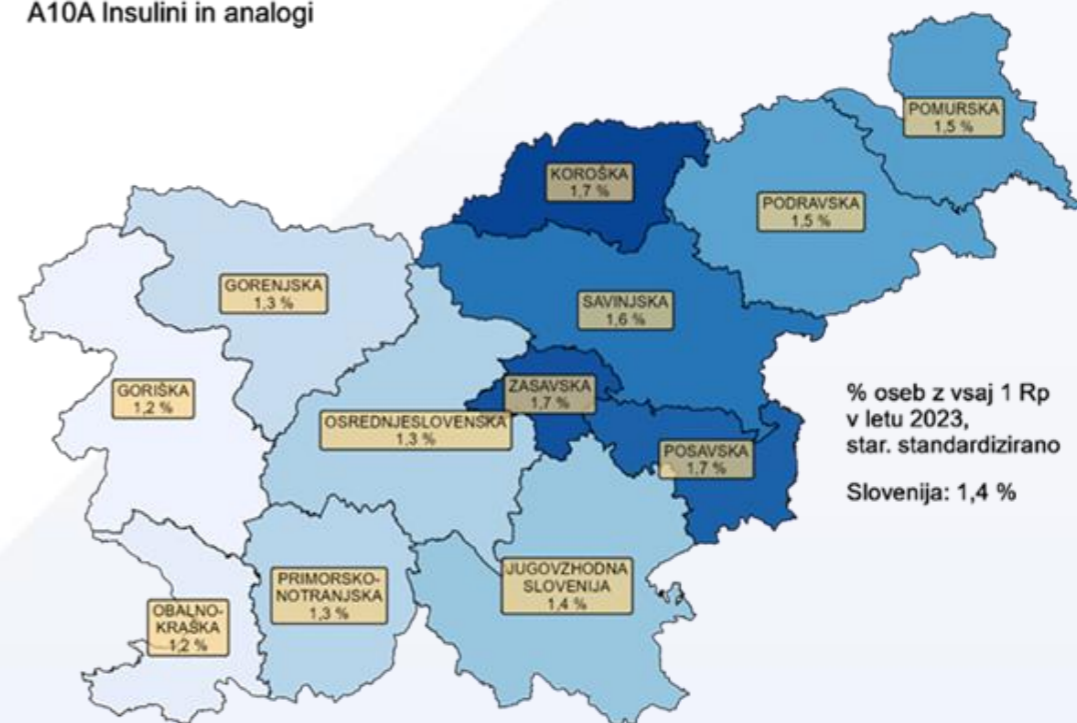 A10A Insulini in analogi
POMURSKA
1,5 %
KOROŠKA
1,7 %
PODRAVSKA
1,5 %
GORENJSKA
1,3 %
SAVINJSKA
1,6 %
GORIŠKA
1,2 %
ZASAVSKA
1,7 %
OSREDNJESLOVENSKA
1,3 %
POSAVSKA
1,7 %
% oseb z vsaj 1 Rp
v letu 2023,
star. standardizirano
Slovenija: 1,4 %
JUGOVZHODNA
SLOVENIJA
1,4 %
PRIMORSKO-
NOTRANJSKA
1,3 %
OBALNO-
KRAŠKA
1,2 %